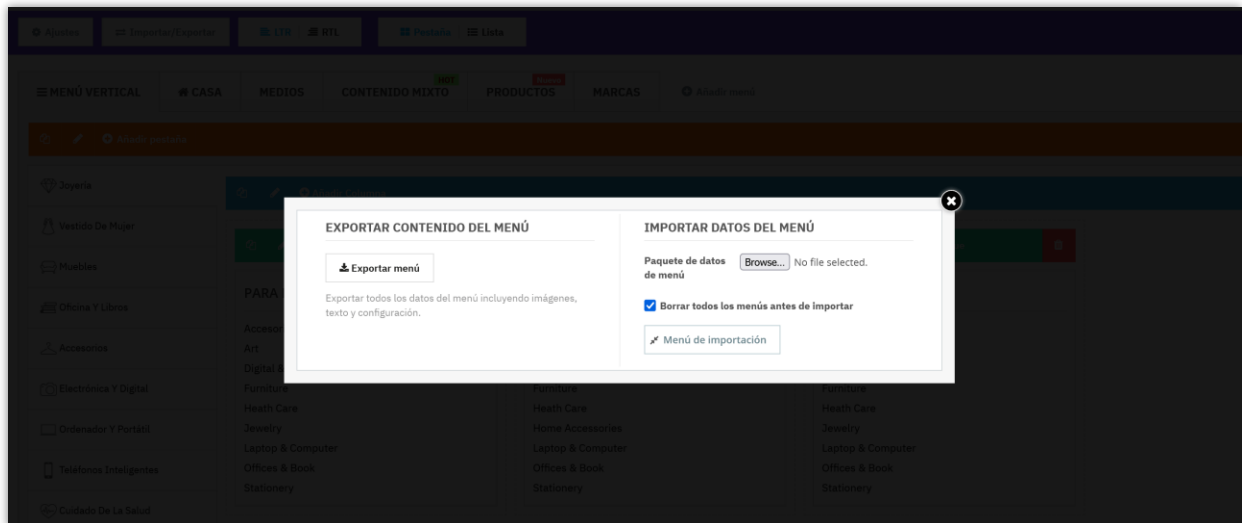 Ajustes
Importar/Exportar
LTR
RTL
Pestaña
Lista
MENÚ VERTICAL
CASA
MEDIOS
HOT
CONTENIDO MIXTO
PRODUCTOS
MARCAS
Añadir menú
Añadir pestaña
Joyería
Añadir Columna
Vestido De Mujer
Muebles
Oficina Y Libros
Accesorios
Electrónica Y Digital
Ordenador Y Portátil
Teléfonos Inteligentes
Cuidado De La Salud
EXPORTAR CONTENIDO DEL MENÚ
Exportar menú
Exportar todos los datos del menú incluyendo imágenes,
texto y configuración.
IMPORTAR DATOS DEL MENÚ
Paquete de datos
de menú
Browse... No file selected.
Borrar todos los menús antes de importar
Menú de importación
PARA
Art
Furniture
Heath Care
Jewelry
Laptop & Computer
Offices & Book
Stationery
Furniture
Heath Care
Home Accessories
Laptop & Computer
Offices & Book
Stationery
Furniture
Heath Care
Jewelry
Laptop & Computer
Offices & Book
Stationery